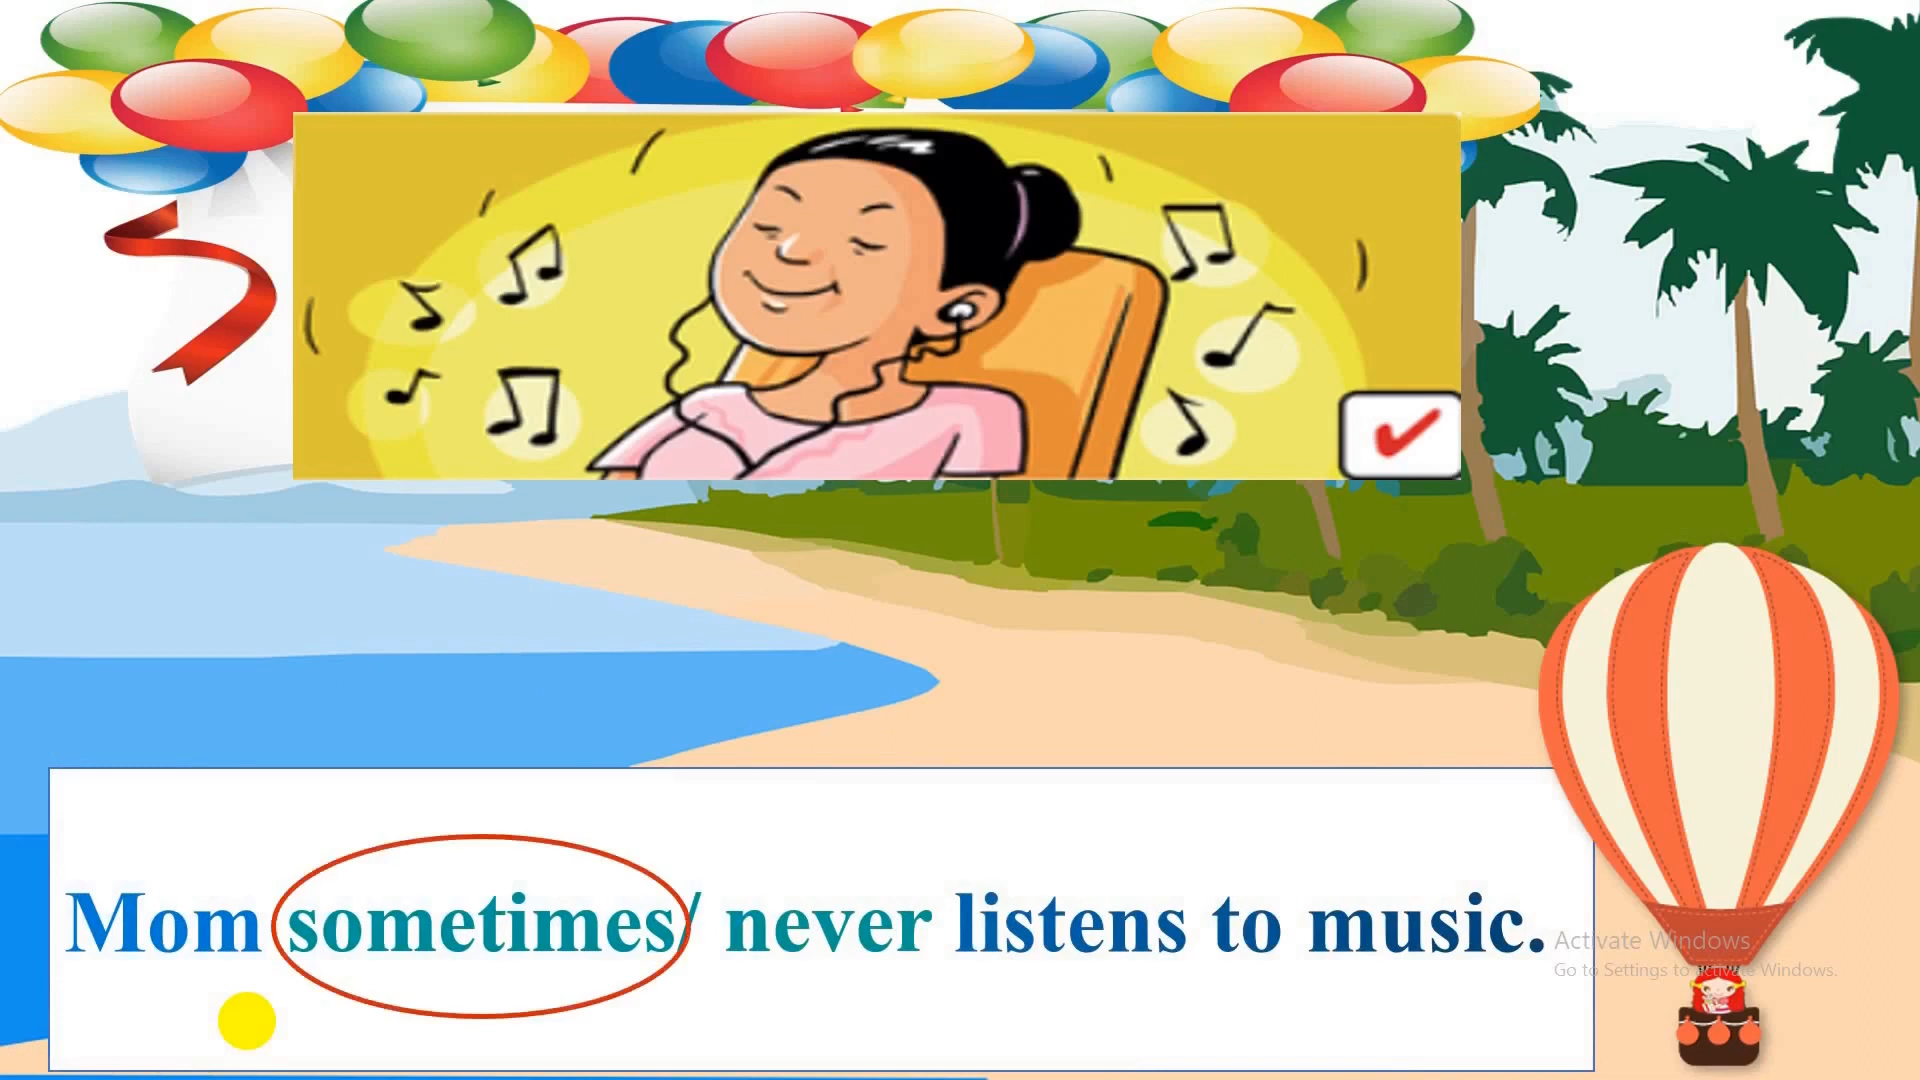 Mom sometimes/ never listens to music.
Activate Windows
Go to Settings to activate Windows.